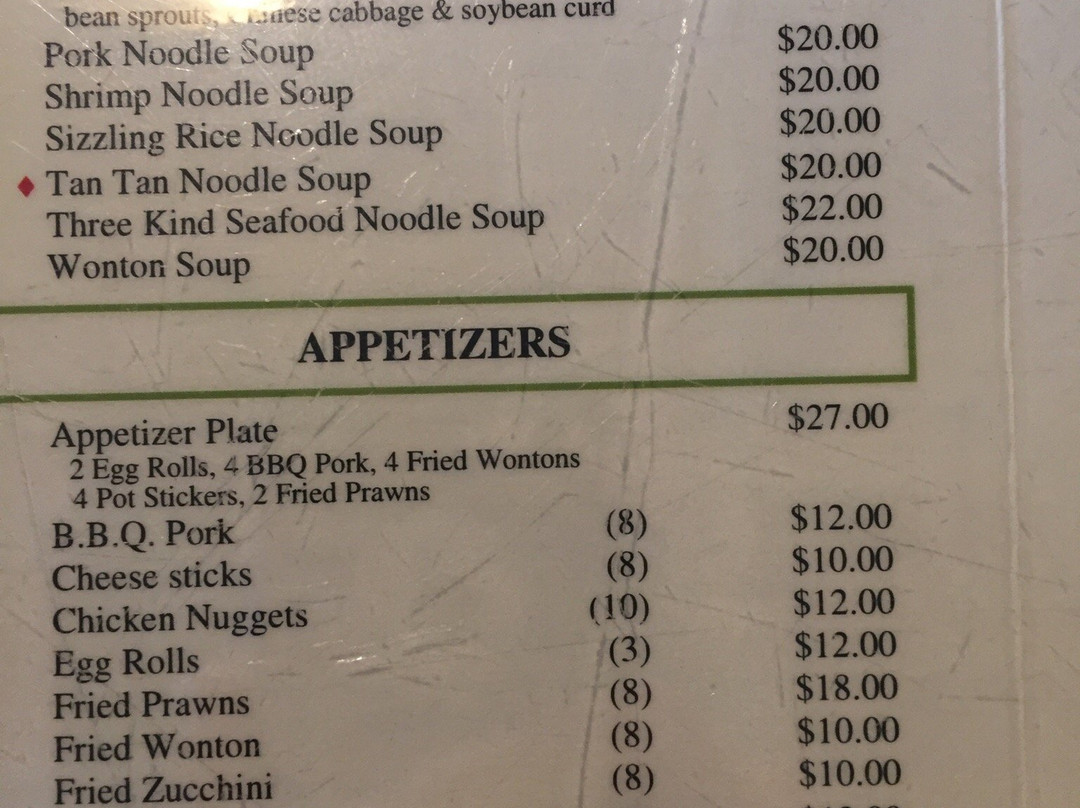 bean sprouts, Chinese cabbage & soybean curd
Pork Noodle Soup $20.00
Shrimp Noodle Soup $20.00
Sizzling Rice Noodle Soup $20.00
Tan Tan Noodle Soup $20.00
Three Kind Seafood Noodle Soup $22.00
Wonton Soup $20.00
APPETIZERS
Appetizer Plate $27.00
2 Egg Rolls, 4 BBQ Pork, 4 Fried Wontons
4 Pot Stickers, 2 Fried Prawns
B.B.Q. Pork (8) $12.00
Cheese sticks (8) $10.00
Chicken Nuggets (10) $12.00
Egg Rolls (3) $12.00
Fried Prawns (8) $18.00
Fried Wonton (8) $10.00
Fried Zucchini (8) $10.00